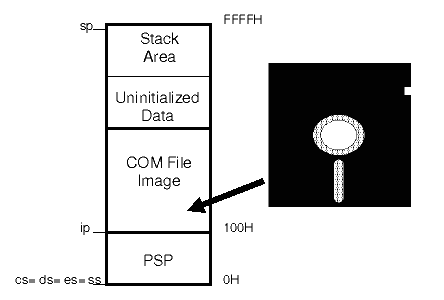 sp
FFFFH
Stack
Area
Uninitialized
Data
COM File
Image
ip
100H
PSP
cs= ds= es= ss
0H